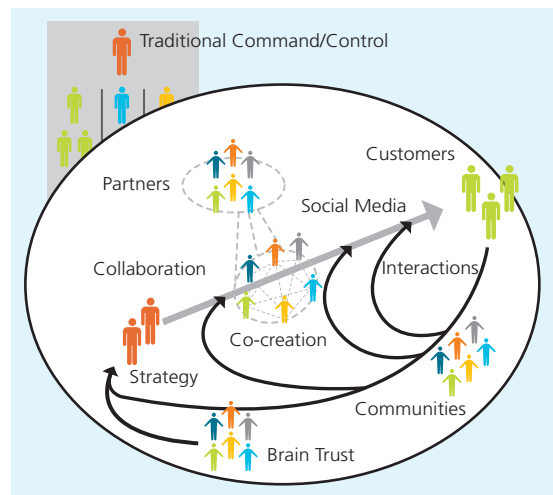 Traditional Command/Control
Customers
Partners
Social Media
Collaboration
Interactions
Co-creation
Strategy
Communities
Brain Trust